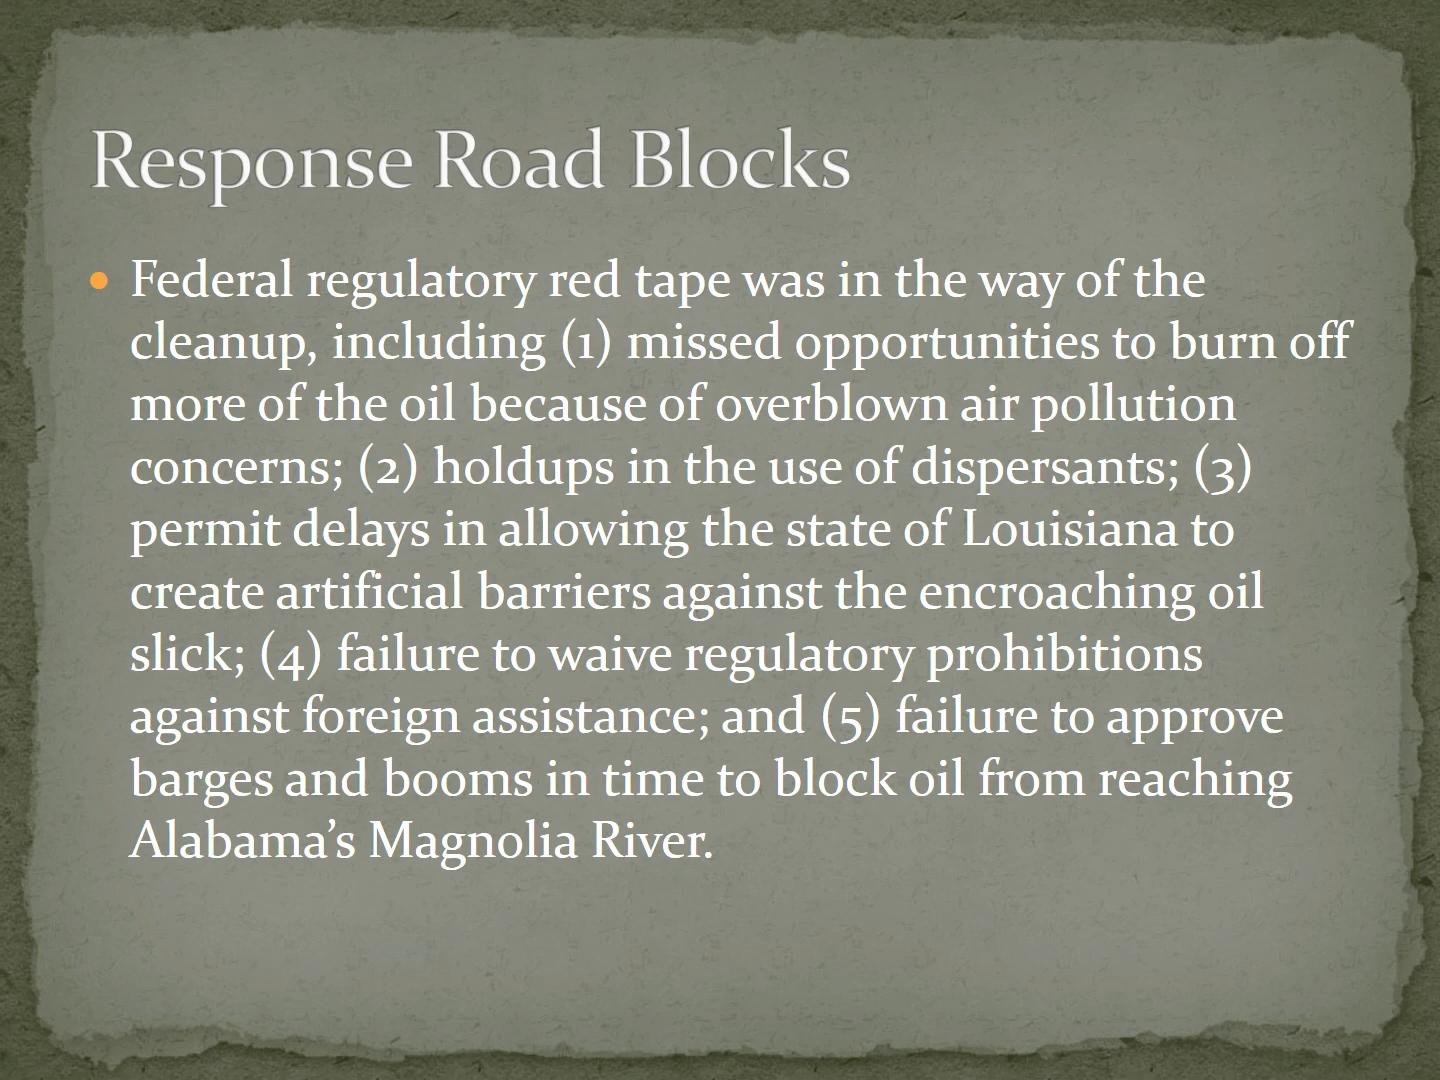 Response Road Blocks
Federal regulatory red tape was in the way of the
cleanup, including (1) missed opportunities to burn off
more of the oil because of overblown air pollution
concerns; (2) holdups in the use of dispersants; (3)
permit delays in allowing the state of Louisiana to
create artificial barriers against the encroaching oil
slick; (4) failure to waive regulatory prohibitions
against foreign assistance; and (5) failure to approve
barges and booms in time to block oil from reaching
Alabama’s Magnolia River.